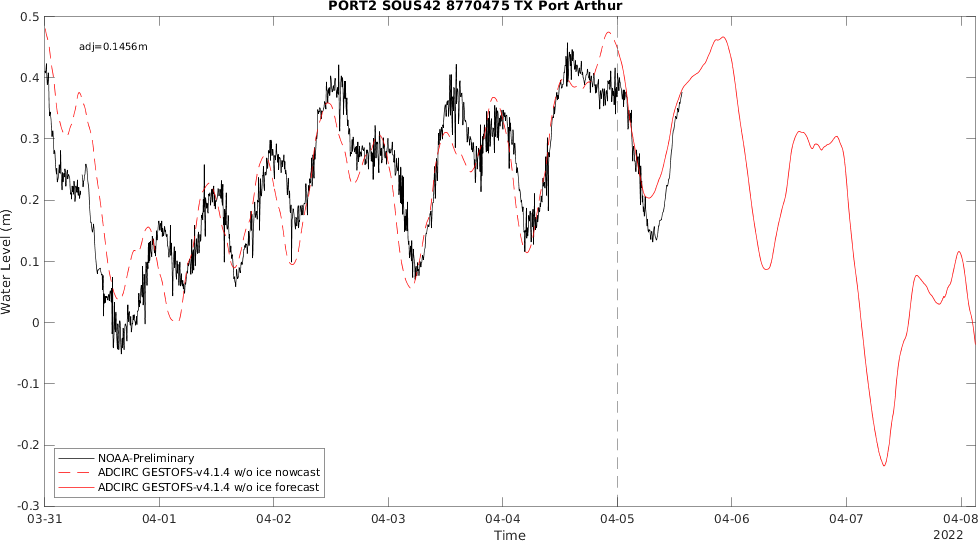 PORT2 SOUS42 8770475 TX Port Arthur
adj=0.1456m
0.5
0.4
0.3
0.2
0.1
0
-0.1
-0.2
-0.3
Water Level (m)
NOAA-Preliminary
ADCIRC GESTOFS-v4.1.4 w/o ice nowcast
ADCIRC GESTOFS-v4.1.4 w/o ice forecast
03-31 04-01 04-02 04-03 04-04 04-05 04-06 04-07 04-08
Time
2022